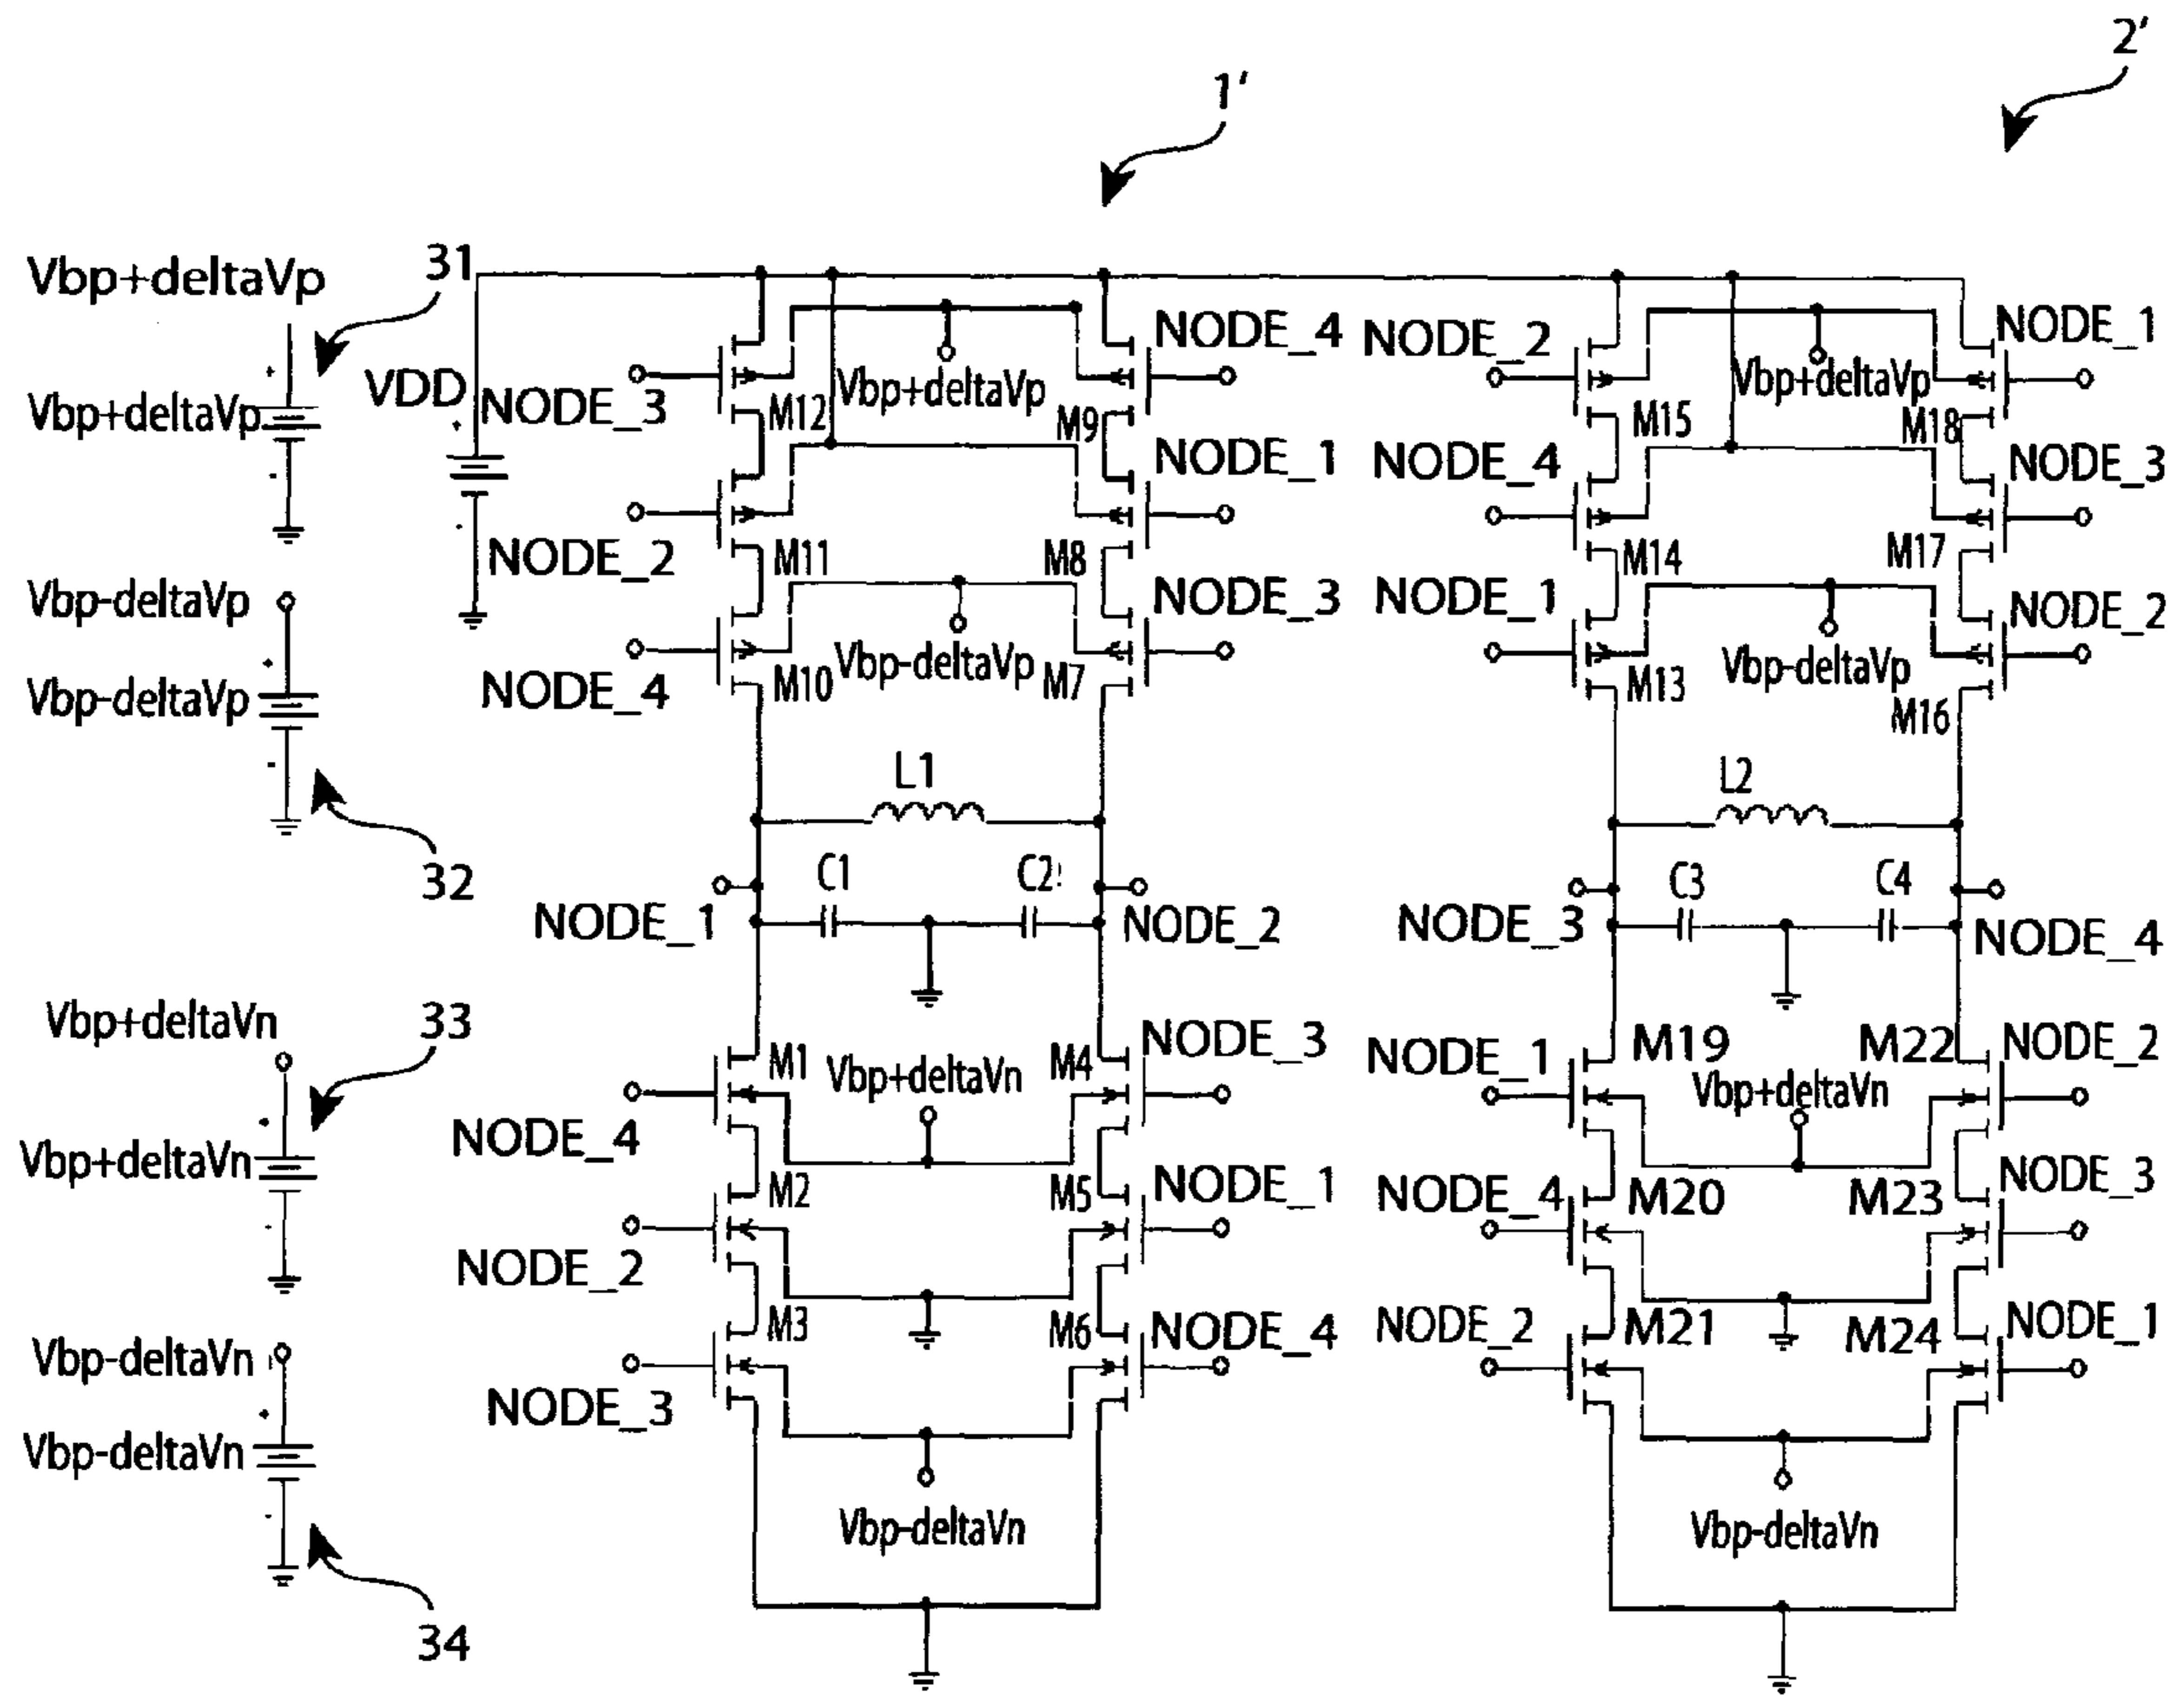 2'
1'
Vbp+deltaVp
31
Vbp+deltaVp
VDD
NODE_3
M12
Vbp+deltaVp
M9
NODE_4
NODE_2
M15
Vbp+deltaVp
M18
NODE_1
NODE_2
M11
M8
NODE_1
NODE_4
M14
M17
NODE_3
Vbp-deltaVp
Vbp-deltaVp
32
NODE_4
M10
Vbp-deltaVp
M7
NODE_3
NODE_1
M13
Vbp-deltaVp
M16
NODE_2
L1
L2
C1
C2
C3
C4
NODE_1
NODE_2
NODE_3
NODE_4
Vbp+deltaVn
33
Vbp+deltaVn
M1
Vbp+deltaVn
M4
NODE_3
NODE_4
NODE_1
M19
Vbp+deltaVn
M22
NODE_2
M2
M5
NODE_1
NODE_2
NODE_4
M20
M23
NODE_3
Vbp-deltaVn
Vbp-deltaVn
34
M3
M6
NODE_4
NODE_3
NODE_2
M21
M24
NODE_1
Vbp-deltaVn
Vbp-deltaVn